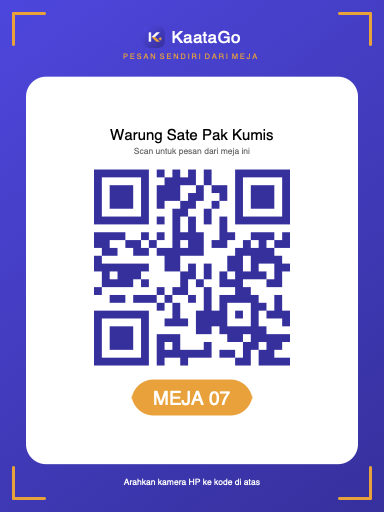 KaataGo
PESAN SENDIRI DARI MEJA
Warung Sate Pak Kumis
Scan untuk pesan dari meja ini
MEJA 07
Arahkan kamera HP ke kode di atas